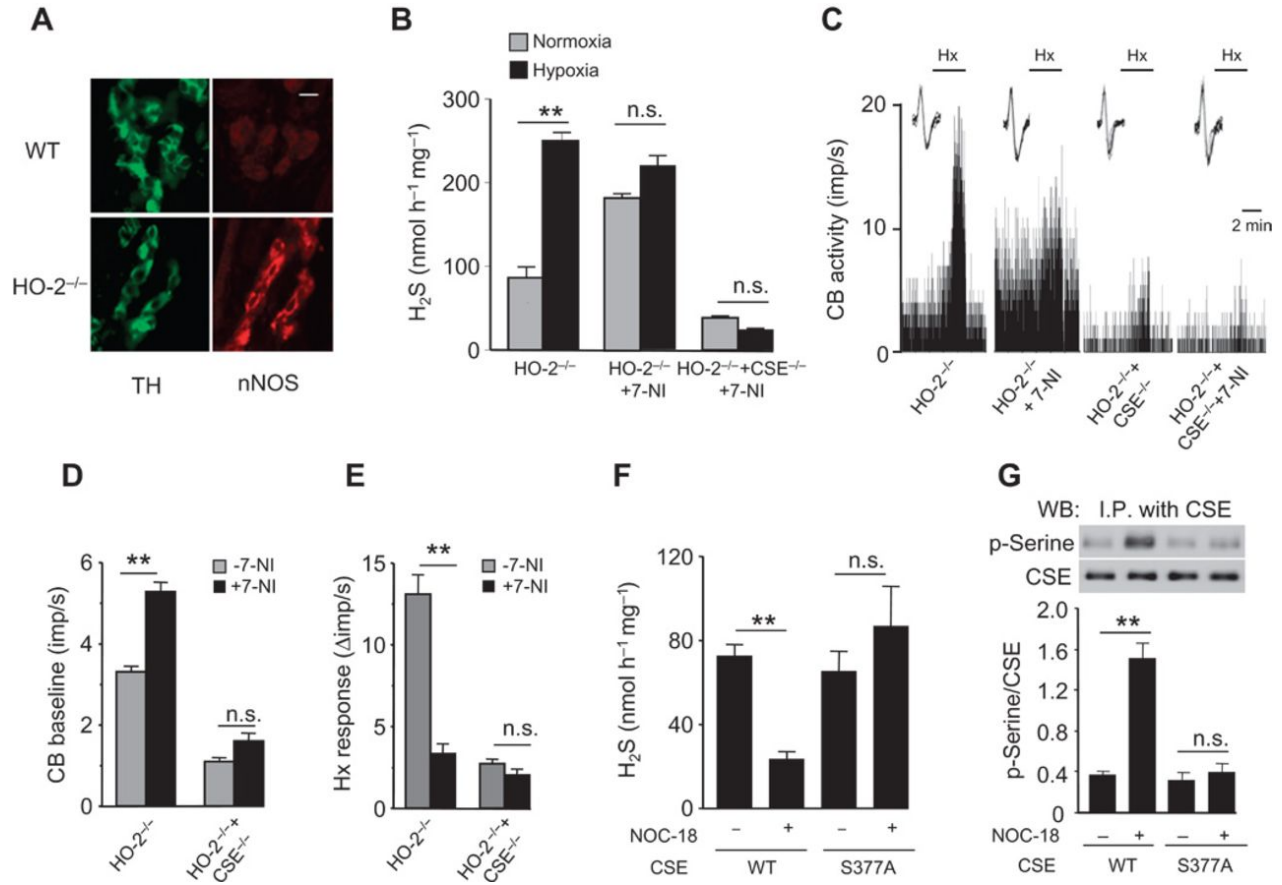 A
WT
HO-2⁻/⁻
TH
nNOS
B
Normoxia
Hypoxia
H₂S (nmol h⁻¹ mg⁻¹)
300
200
100
0
**
n.s.
n.s.
HO-2⁻/⁻
HO-2⁻/⁻
+7-NI
HO-2⁻/⁻+CSE⁻/⁻
+7-NI
C
Hx
Hx
Hx
Hx
CB activity (imp/s)
20
10
0
2 min
HO-2⁻/⁻
HO-2⁻/⁻
+ 7-NI
HO-2⁻/⁻+
CSE⁻/⁻
HO-2⁻/⁻+
CSE⁻/⁻+7-NI
D
-7-NI
+7-NI
CB baseline (imp/s)
6
4
2
0
**
n.s.
HO-2⁻/⁻
HO-2⁻/⁻+
CSE⁻/⁻
E
-7-NI
+7-NI
Hx response (Δimp/s)
15
10
5
0
**
n.s.
HO-2⁻/⁻
HO-2⁻/⁻+
CSE⁻/⁻
F
H₂S (nmol h⁻¹ mg⁻¹)
120
80
40
0
**
n.s.
NOC-18 – + – +
CSE WT S377A
G
WB: I.P. with CSE
p-Serine
CSE
p-Serine/CSE
2.0
1.6
1.2
0.8
0.4
0
**
n.s.
NOC-18 – + – +
CSE WT S377A